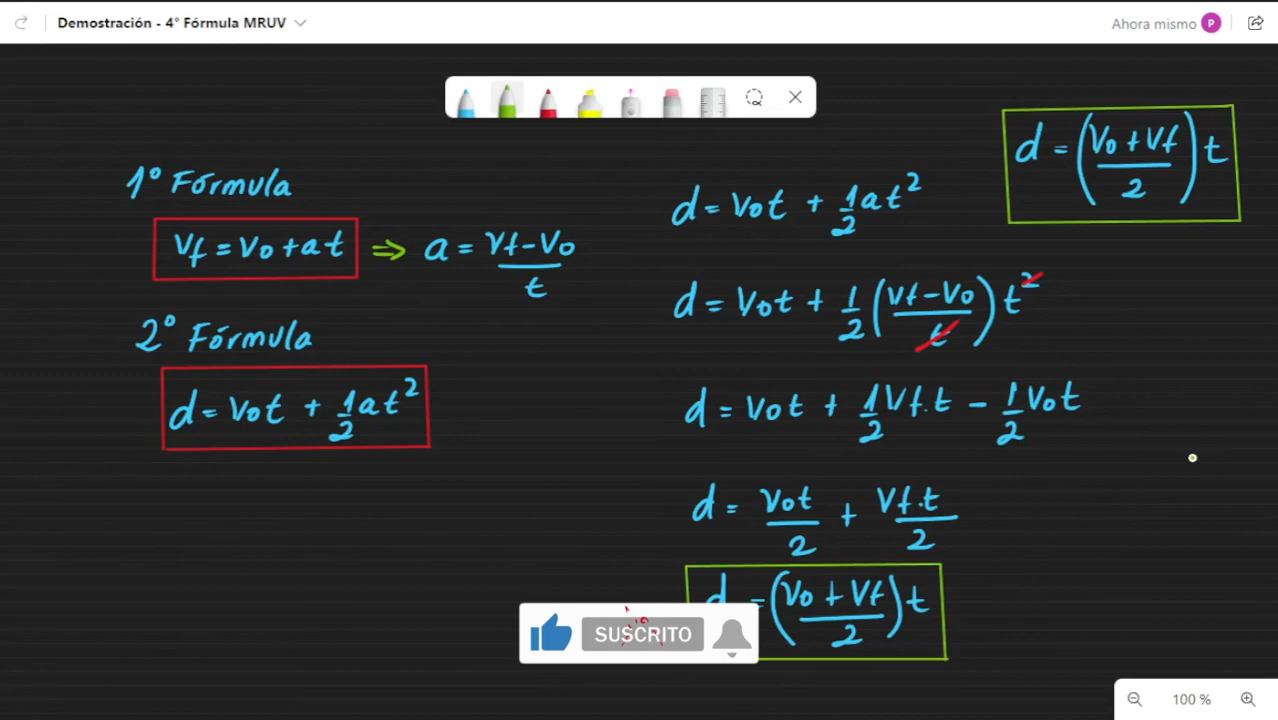 Demostración - 4° Fórmula MRUV
Ahora mismo P
d = (Vo + Vf / 2) t
1° Fórmula
Vf = Vo + at ⇒ a = Vf - Vo / t
2° Fórmula
d = Vot + 1/2 at²
d = Vot + 1/2 at²
d = Vot + 1/2 (Vf - Vo / t) t²
d = Vot + 1/2 Vf.t - 1/2 Vot
d = Vot / 2 + Vf.t / 2
d = (Vo + Vf / 2) t
SUSCRITO
100 %